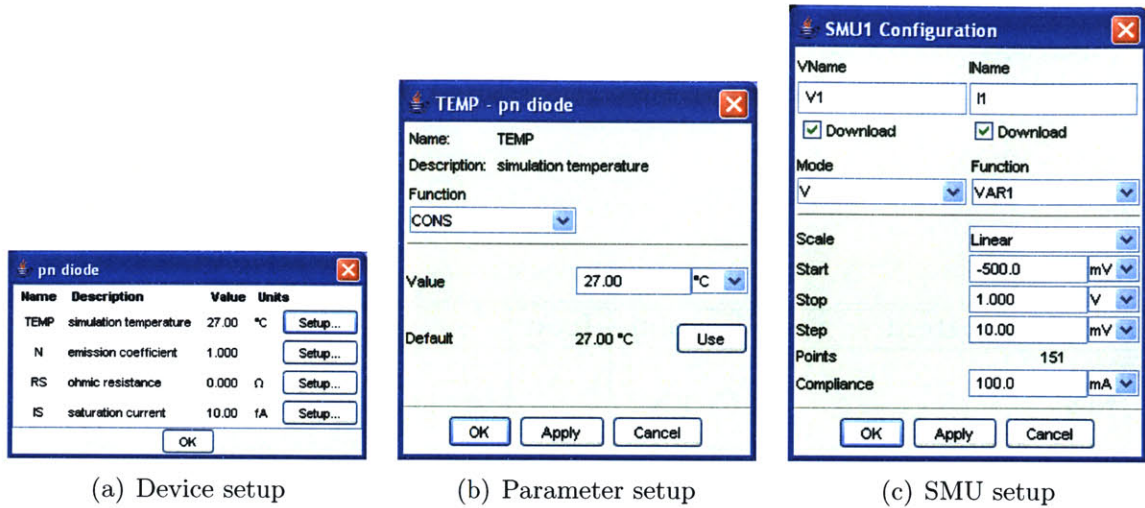 pn diode
Name Description Value Units
TEMP simulation temperature 27.00 °C Setup...
N emission coefficient 1.000 Setup...
RS ohmic resistance 0.000 Ω Setup...
IS saturation current 10.00 fA Setup...
OK
(a) Device setup
TEMP - pn diode
Name: TEMP
Description: simulation temperature
Function
CONS
Value 27.00 °C
Default 27.00 °C Use
OK Apply Cancel
(b) Parameter setup
SMU1 Configuration
VName IName
V1 I1
Download Download
Mode Function
V VAR1
Scale Linear
Start -500.0 mV
Stop 1.000 V
Step 10.00 mV
Points 151
Compliance 100.0 mA
OK Apply Cancel
(c) SMU setup